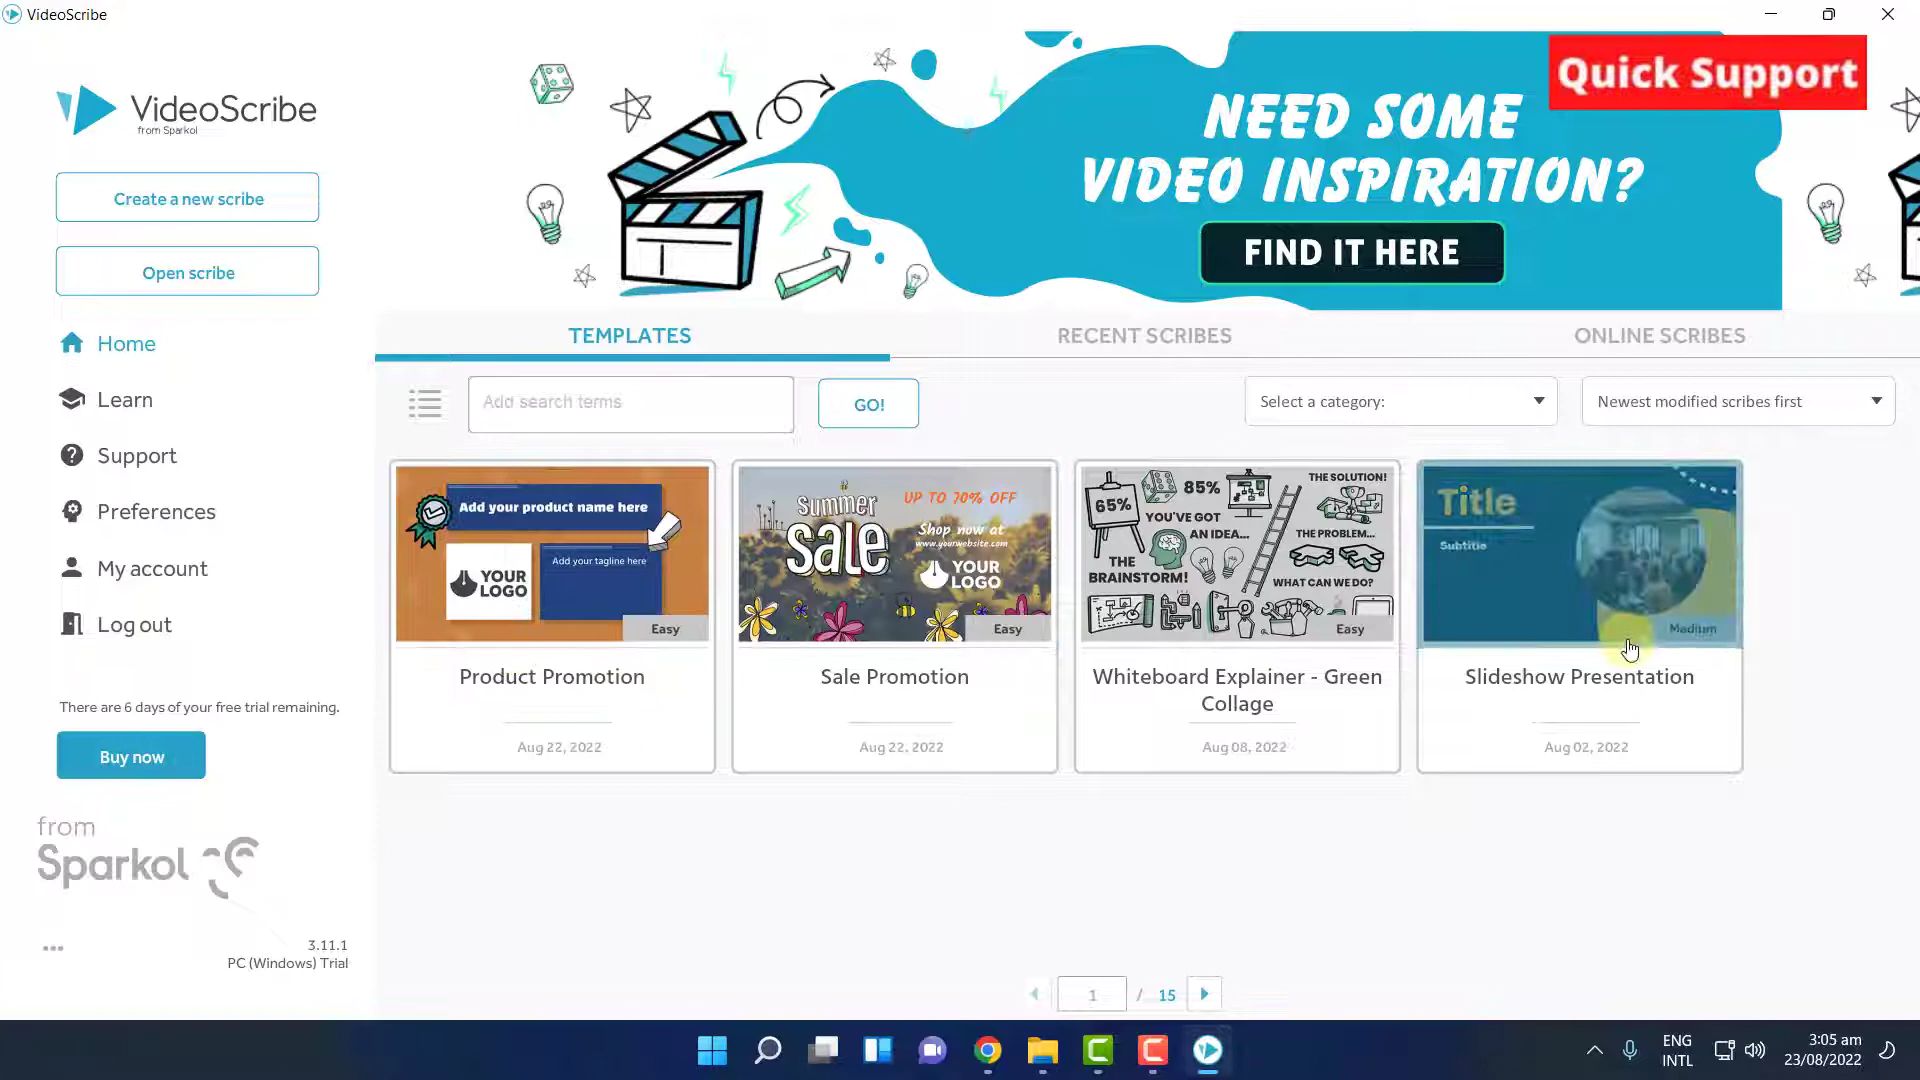 VideoScribe
VideoScribe
from Sparkol
Create a new scribe
Open scribe
Home
Learn
Support
Preferences
My account
Log out
There are 6 days of your free trial remaining.
Buy now
from
Sparkol
3.11.1
PC (Windows) Trial
Quick Support
NEED SOME
VIDEO INSPIRATION?
FIND IT HERE
TEMPLATES
RECENT SCRIBES
ONLINE SCRIBES
Add search terms
GO!
Select a category:
Newest modified scribes first
Add your product name here
YOUR
LOGO
Add your tagline here
Easy
Product Promotion
Aug 22, 2022
Summer
Sale
UP TO 70% OFF
Shop now at
www.yourwebsite.com
YOUR
LOGO
Easy
Sale Promotion
Aug 22, 2022
65%
85%
THE SOLUTION!
YOU'VE GOT
AN IDEA...
THE PROBLEM...
THE
BRAINSTORM!
WHAT CAN WE DO?
Easy
Whiteboard Explainer - Green
Collage
Aug 08, 2022
Title
Subtitle
Medium
Slideshow Presentation
Aug 02, 2022
1 / 15
ENG
INTL
3:05 am
23/08/2022